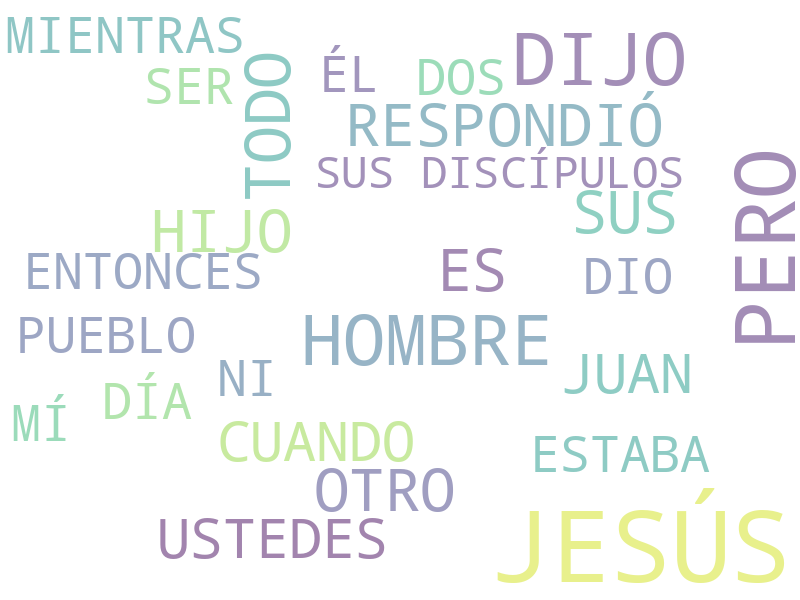 MIENTRAS
DIJO
SER
TODO
ÉL
DOS
RESPONDIÓ
SUS DISCÍPULOS
PERO
HIJO
SUS
ENTONCES
ES
DIO
PUEBLO
HOMBRE
NI
JUAN
MÍ
DÍA
CUANDO
ESTABA
OTRO
USTEDES
JESÚS